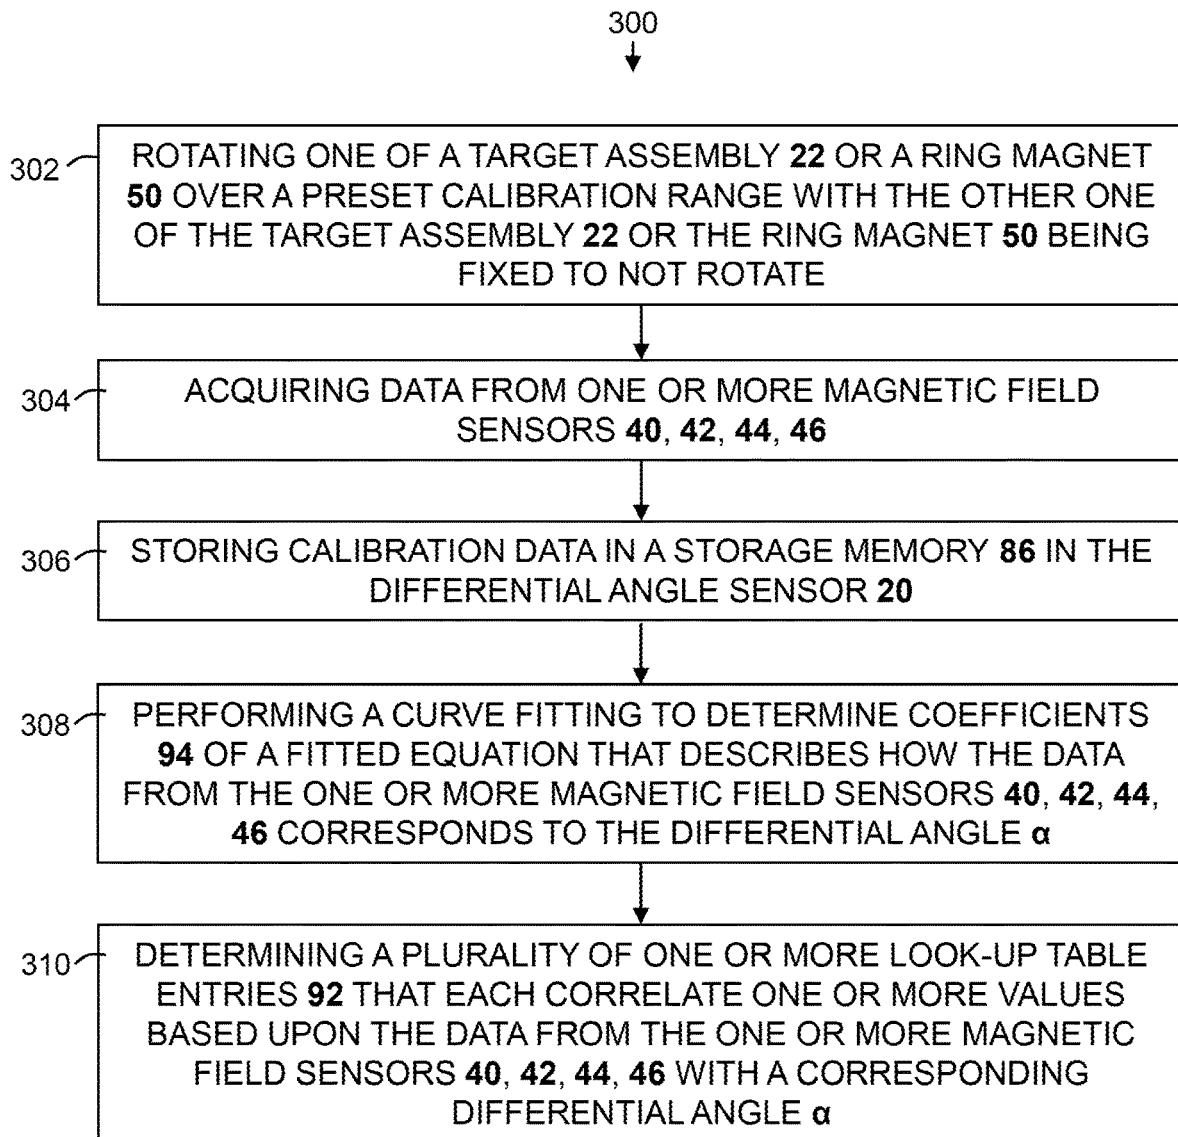 300
302
ROTATING ONE OF A TARGET ASSEMBLY 22 OR A RING MAGNET
50 OVER A PRESET CALIBRATION RANGE WITH THE OTHER ONE
OF THE TARGET ASSEMBLY 22 OR THE RING MAGNET 50 BEING
FIXED TO NOT ROTATE
304
ACQUIRING DATA FROM ONE OR MORE MAGNETIC FIELD
SENSORS 40, 42, 44, 46
306
STORING CALIBRATION DATA IN A STORAGE MEMORY 86 IN THE
DIFFERENTIAL ANGLE SENSOR 20
308
PERFORMING A CURVE FITTING TO DETERMINE COEFFICIENTS
94 OF A FITTED EQUATION THAT DESCRIBES HOW THE DATA
FROM THE ONE OR MORE MAGNETIC FIELD SENSORS 40, 42, 44,
46 CORRESPONDS TO THE DIFFERENTIAL ANGLE α
310
DETERMINING A PLURALITY OF ONE OR MORE LOOK-UP TABLE
ENTRIES 92 THAT EACH CORRELATE ONE OR MORE VALUES
BASED UPON THE DATA FROM THE ONE OR MORE MAGNETIC
FIELD SENSORS 40, 42, 44, 46 WITH A CORRESPONDING
DIFFERENTIAL ANGLE α